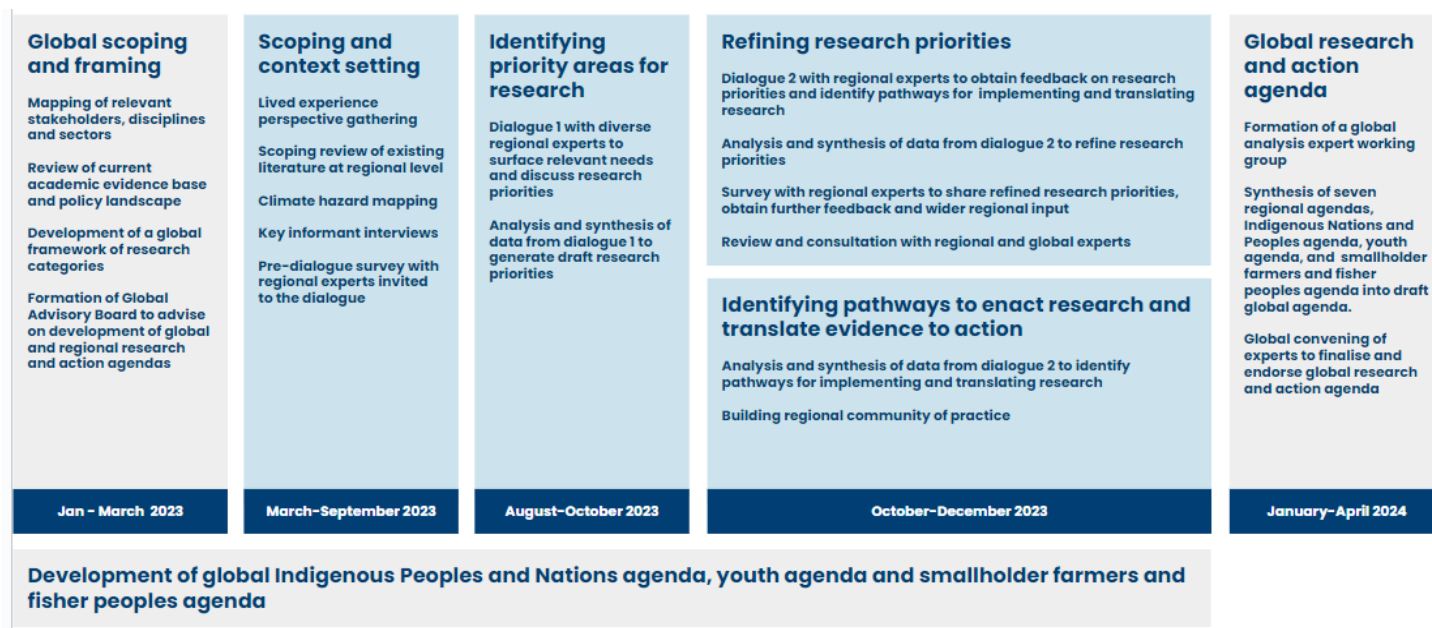 Global scoping
and framing
Mapping of relevant
stakeholders, disciplines
and sectors
Review of current
academic evidence base
and policy landscape
Development of a global
framework of research
categories
Formation of Global
Advisory Board to advise
on development of global
and regional research
and action agendas
Jan - March 2023
Scoping and
context setting
Lived experience
perspective gathering
Scoping review of existing
literature at regional level
Climate hazard mapping
Key informant interviews
Pre-dialogue survey with
regional experts invited
to the dialogue
March-September 2023
Identifying
priority areas for
research
Dialogue 1 with diverse
regional experts to
surface relevant needs
and discuss research
priorities
Analysis and synthesis of
data from dialogue 1 to
generate draft research
priorities
August-October 2023
Refining research priorities
Dialogue 2 with regional experts to obtain feedback on research
priorities and identify pathways for implementing and translating
research
Analysis and synthesis of data from dialogue 2 to refine research
priorities
Survey with regional experts to share refined research priorities,
obtain further feedback and wider regional input
Review and consultation with regional and global experts
Identifying pathways to enact research and
translate evidence to action
Analysis and synthesis of data from dialogue 2 to identify
pathways for implementing and translating research
Building regional community of practice
October-December 2023
Global research
and action
agenda
Formation of a global
analysis expert working
group
Synthesis of seven
regional agendas,
Indigenous Nations and
Peoples agenda, youth
agenda, and smallholder
farmers and fisher
peoples agenda into draft
global agenda.
Global convening of
experts to finalise and
endorse global research
and action agenda
January-April 2024
Development of global Indigenous Peoples and Nations agenda, youth agenda and smallholder farmers and
fisher peoples agenda